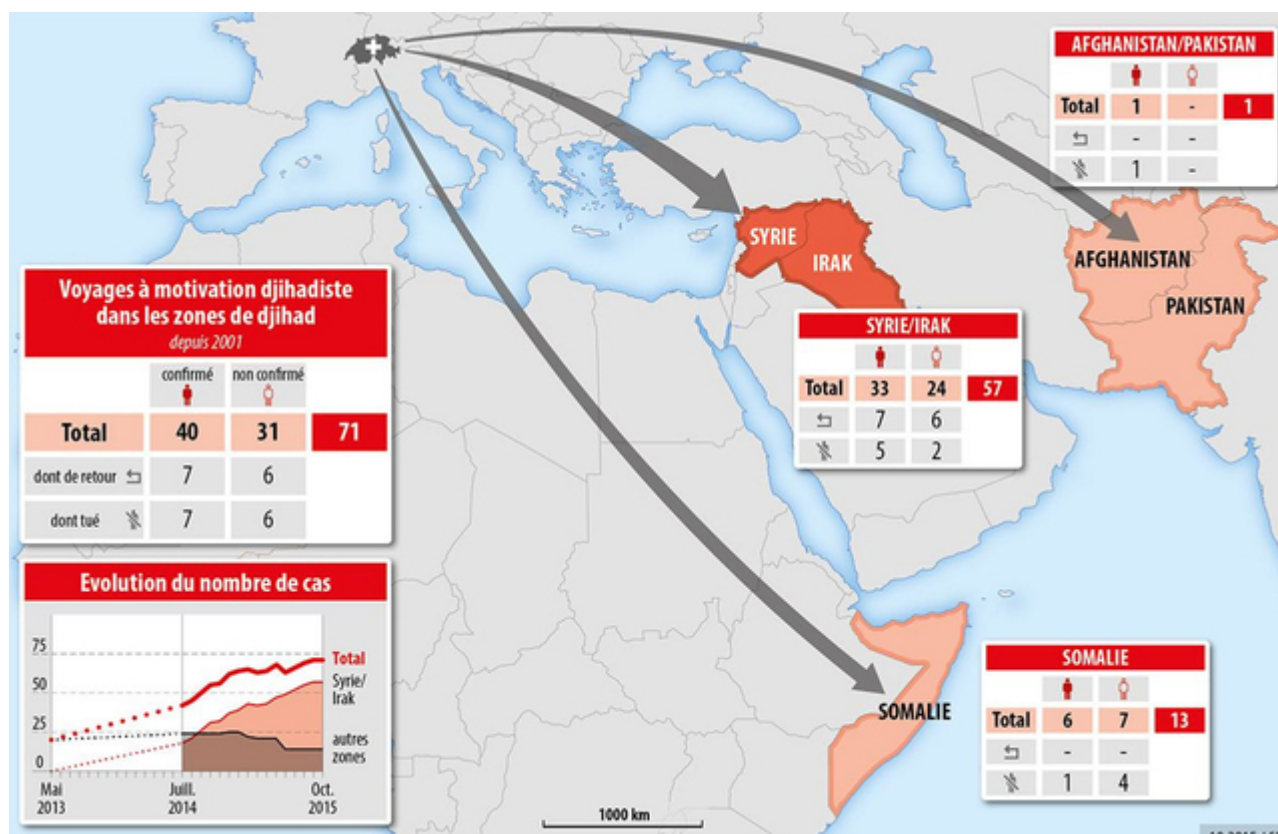 AFGHANISTAN/PAKISTAN
Total 1 - 1
- -
1 -
SYRIE
IRAK
AFGHANISTAN
PAKISTAN
Voyages à motivation djihadiste
dans les zones de djihad
depuis 2001
confirmé non confirmé
Total 40 31 71
dont de retour 7 6
dont tué 7 6
SYRIE/IRAK
Total 33 24 57
7 6
5 2
Evolution du nombre de cas
75
50
25
0
Total
Syrie/
Irak
autres
zones
Mai
2013
Juill.
2014
Oct.
2015
SOMALIE
SOMALIE
Total 6 7 13
- -
1 4
1000 km